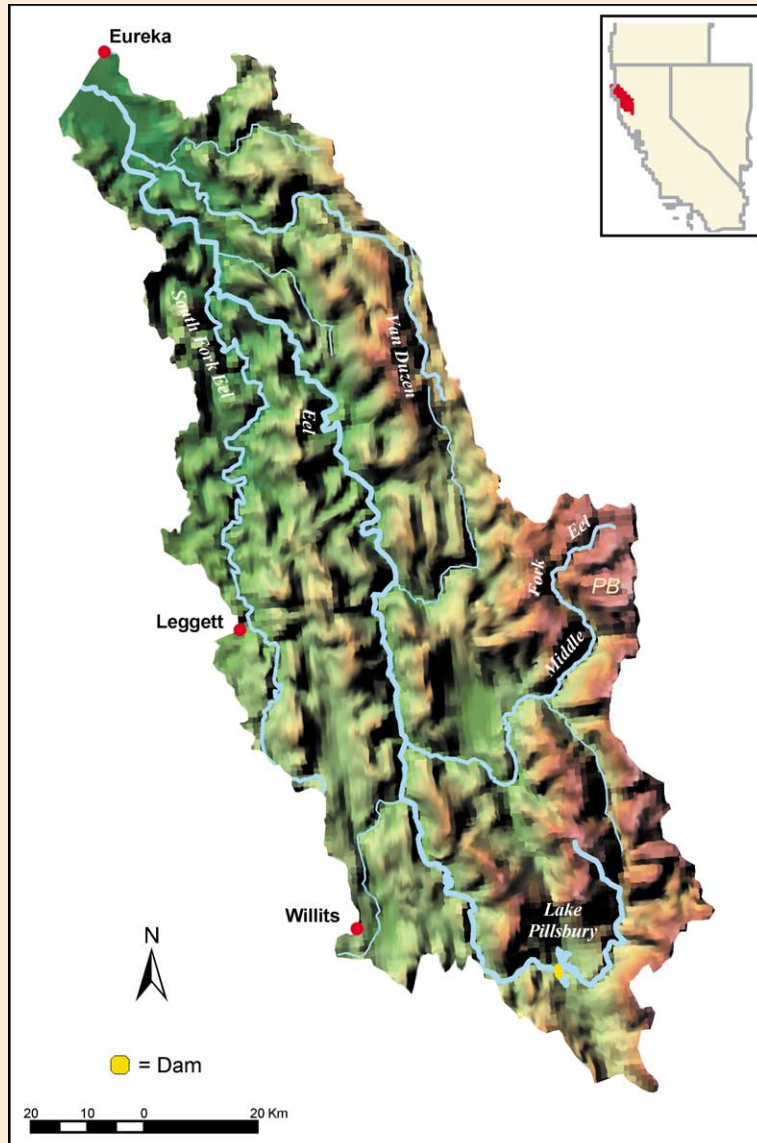 Eureka
South Fork Eel
Van Duzen
Eel
Eel
Fork
PB
Middle
Leggett
Willits
Lake
Pillsbury
N
= Dam
20 10 0 20 Km